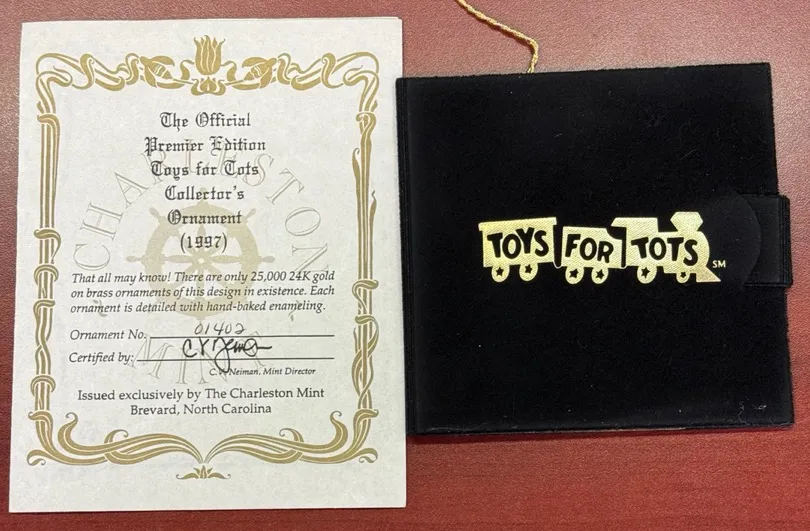 The Official
Premier Edition
Toys for Tots
Collector's
Ornament
(1997)
That all may know! There are only 25,000 24K gold
on brass ornaments of this design in existence. Each
ornament is detailed with hand-baked enameling.
Ornament No. 01402
Certified by:
C.V. Neiman, Mint Director
Issued exclusively by The Charleston Mint
Brevard, North Carolina
CHARLESTON
MINT
TOYS FOR TOTS SM